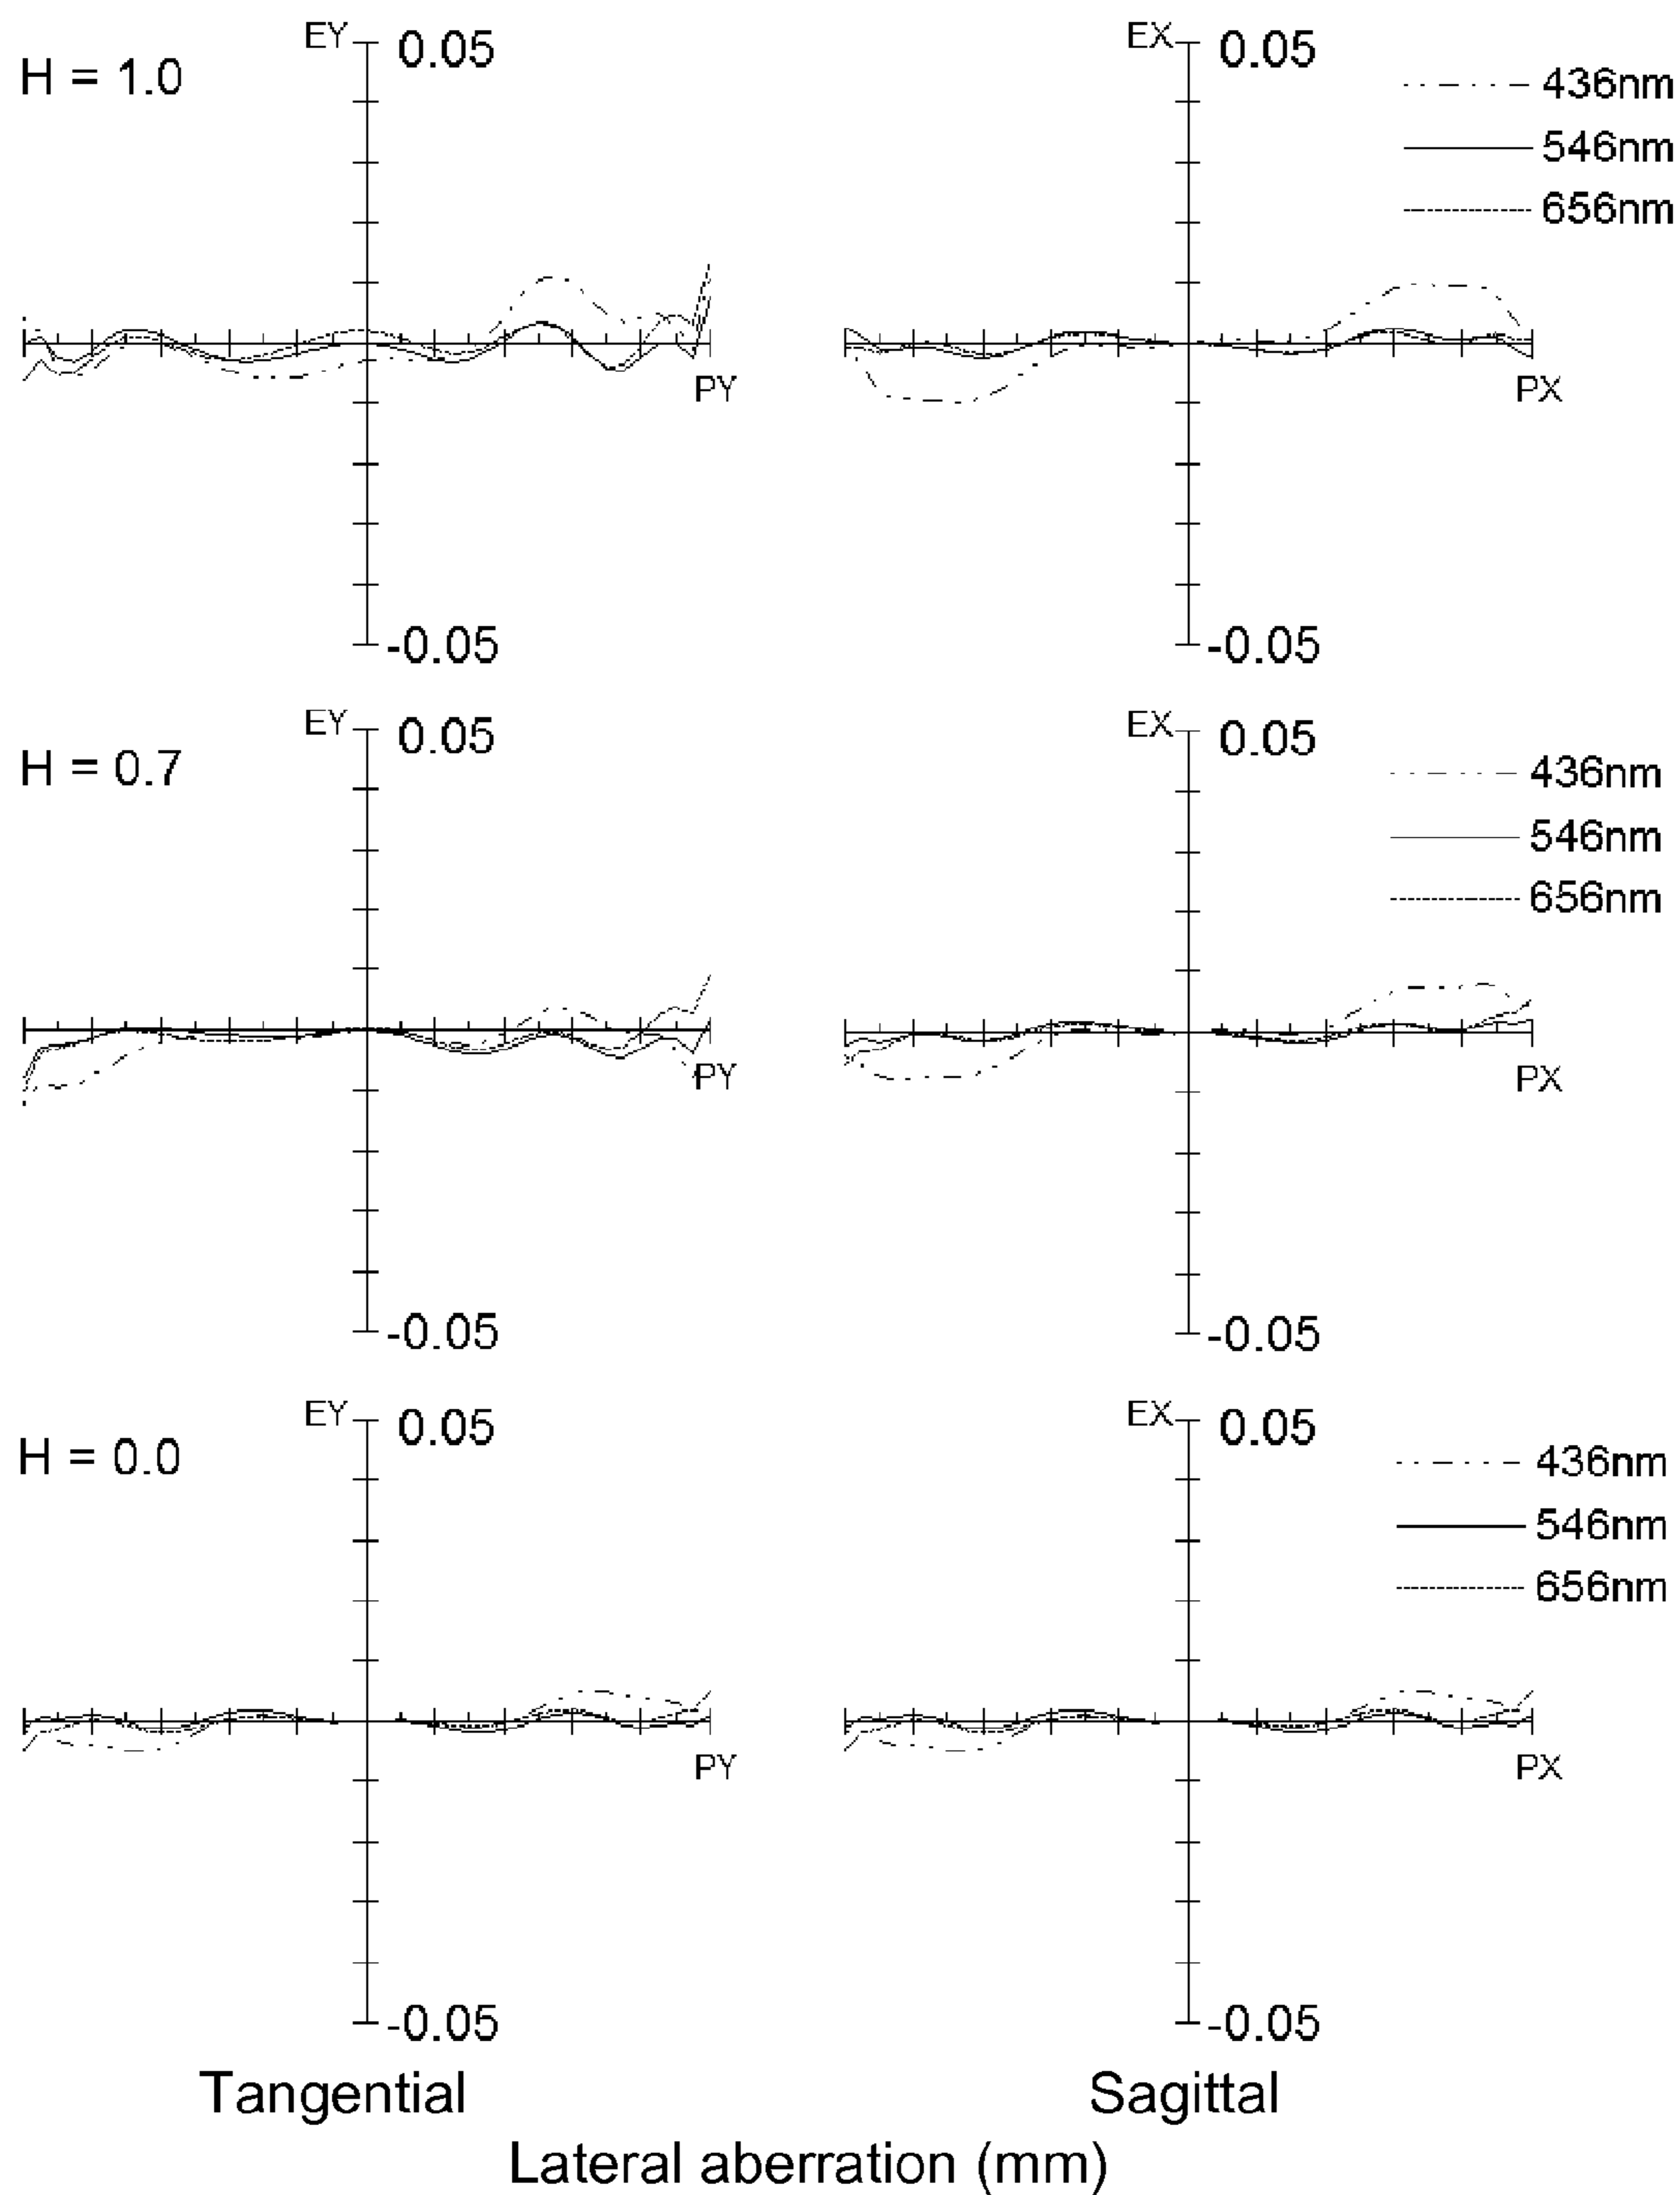 EY 0.05 EX 0.05
H = 1.0
436nm
546nm
656nm
PY PX
-0.05 -0.05
EY 0.05 EX 0.05
H = 0.7
436nm
546nm
656nm
PY PX
-0.05 -0.05
EY 0.05 EX 0.05
H = 0.0
436nm
546nm
656nm
PY PX
-0.05 -0.05
Tangential Sagittal
Lateral aberration (mm)